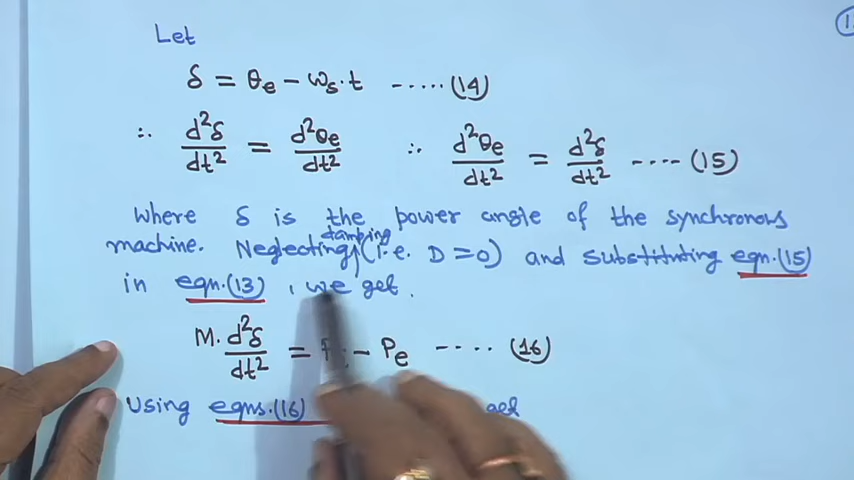 Let
δ = θe − ωs·t ----- (14)
∴ d²δ/dt² = d²θe/dt² ∴ d²θe/dt² = d²δ/dt² ---- (15)
where δ is the power angle of the synchronous
damping
machine. Neglecting (i.e. D=0) and substituting eqn.(15)
in eqn.(13), we get.
M. d²δ/dt² = − Pe ---- (16)
Using eqns.(16) get